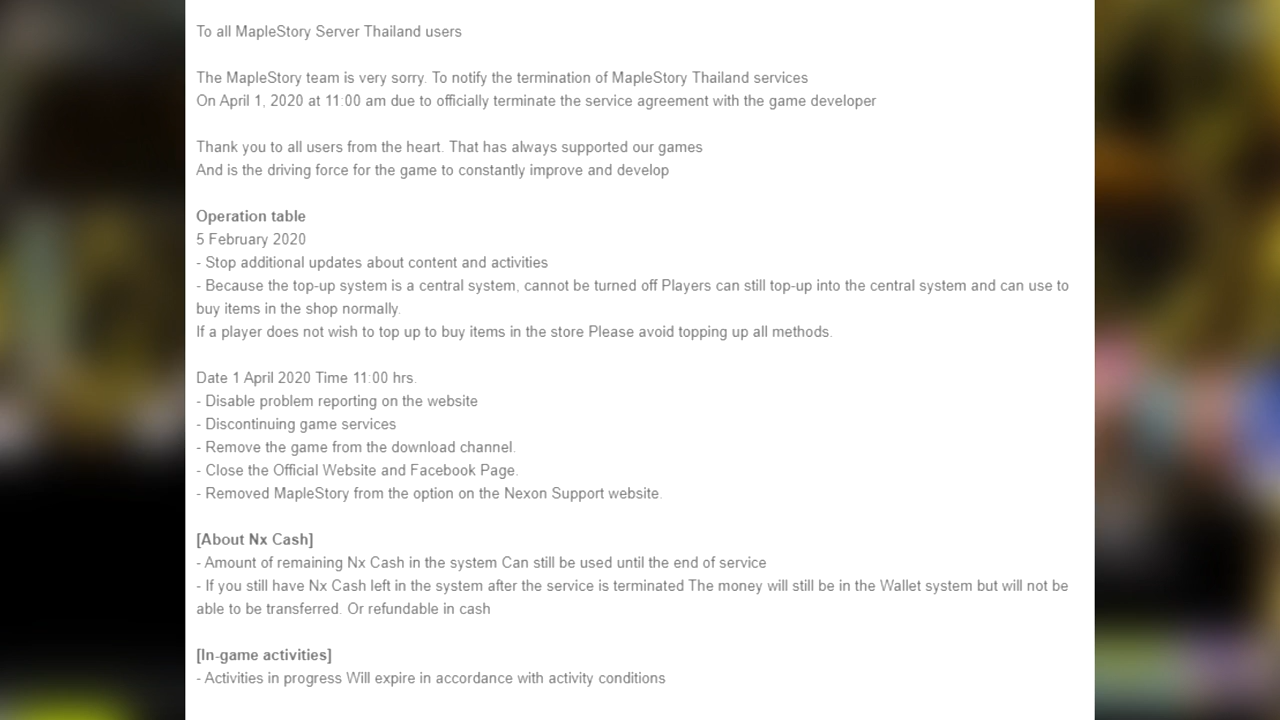 To all MapleStory Server Thailand users
The MapleStory team is very sorry. To notify the termination of MapleStory Thailand services
On April 1, 2020 at 11:00 am due to officially terminate the service agreement with the game developer
Thank you to all users from the heart. That has always supported our games
And is the driving force for the game to constantly improve and develop
Operation table
5 February 2020
- Stop additional updates about content and activities
- Because the top-up system is a central system, cannot be turned off Players can still top-up into the central system and can use to
buy items in the shop normally.
If a player does not wish to top up to buy items in the store Please avoid topping up all methods.
Date 1 April 2020 Time 11:00 hrs.
- Disable problem reporting on the website
- Discontinuing game services
- Remove the game from the download channel.
- Close the Official Website and Facebook Page.
- Removed MapleStory from the option on the Nexon Support website.
[About Nx Cash]
- Amount of remaining Nx Cash in the system Can still be used until the end of service
- If you still have Nx Cash left in the system after the service is terminated The money will still be in the Wallet system but will not be
able to be transferred. Or refundable in cash
[In-game activities]
- Activities in progress Will expire in accordance with activity conditions